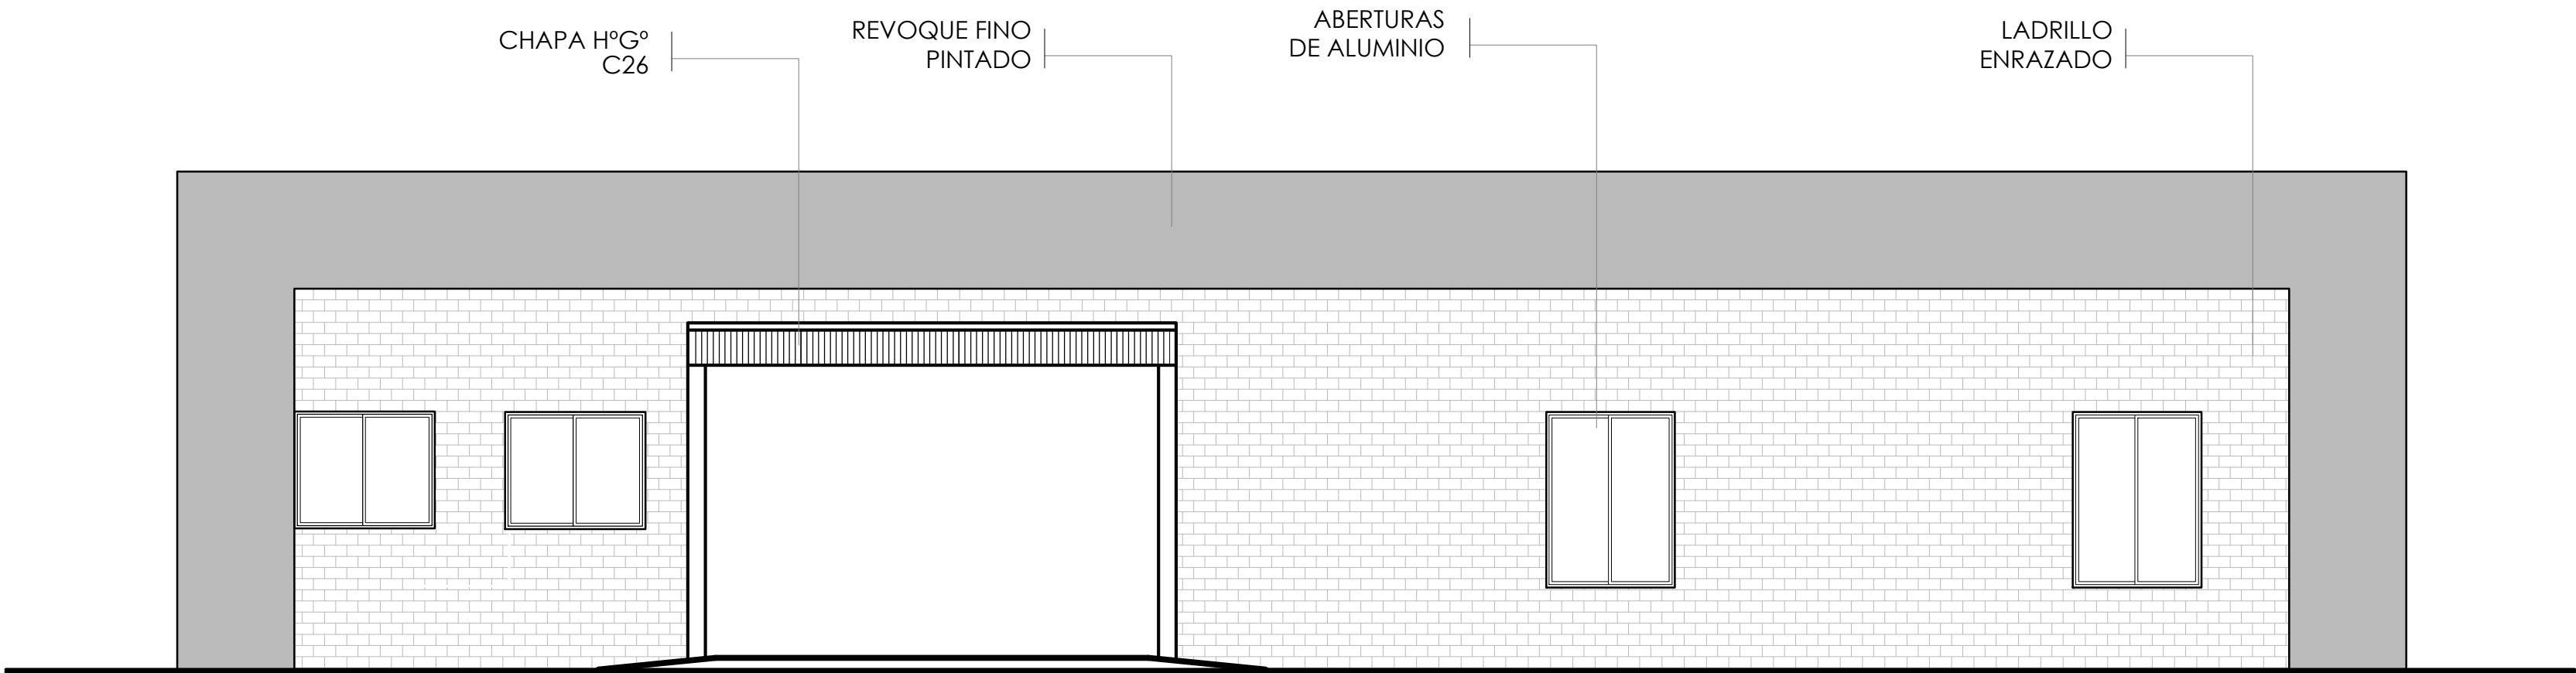 CHAPA HºGº
C26
REVOQUE FINO
PINTADO
ABERTURAS
DE ALUMINIO
LADRILLO
ENRAZADO